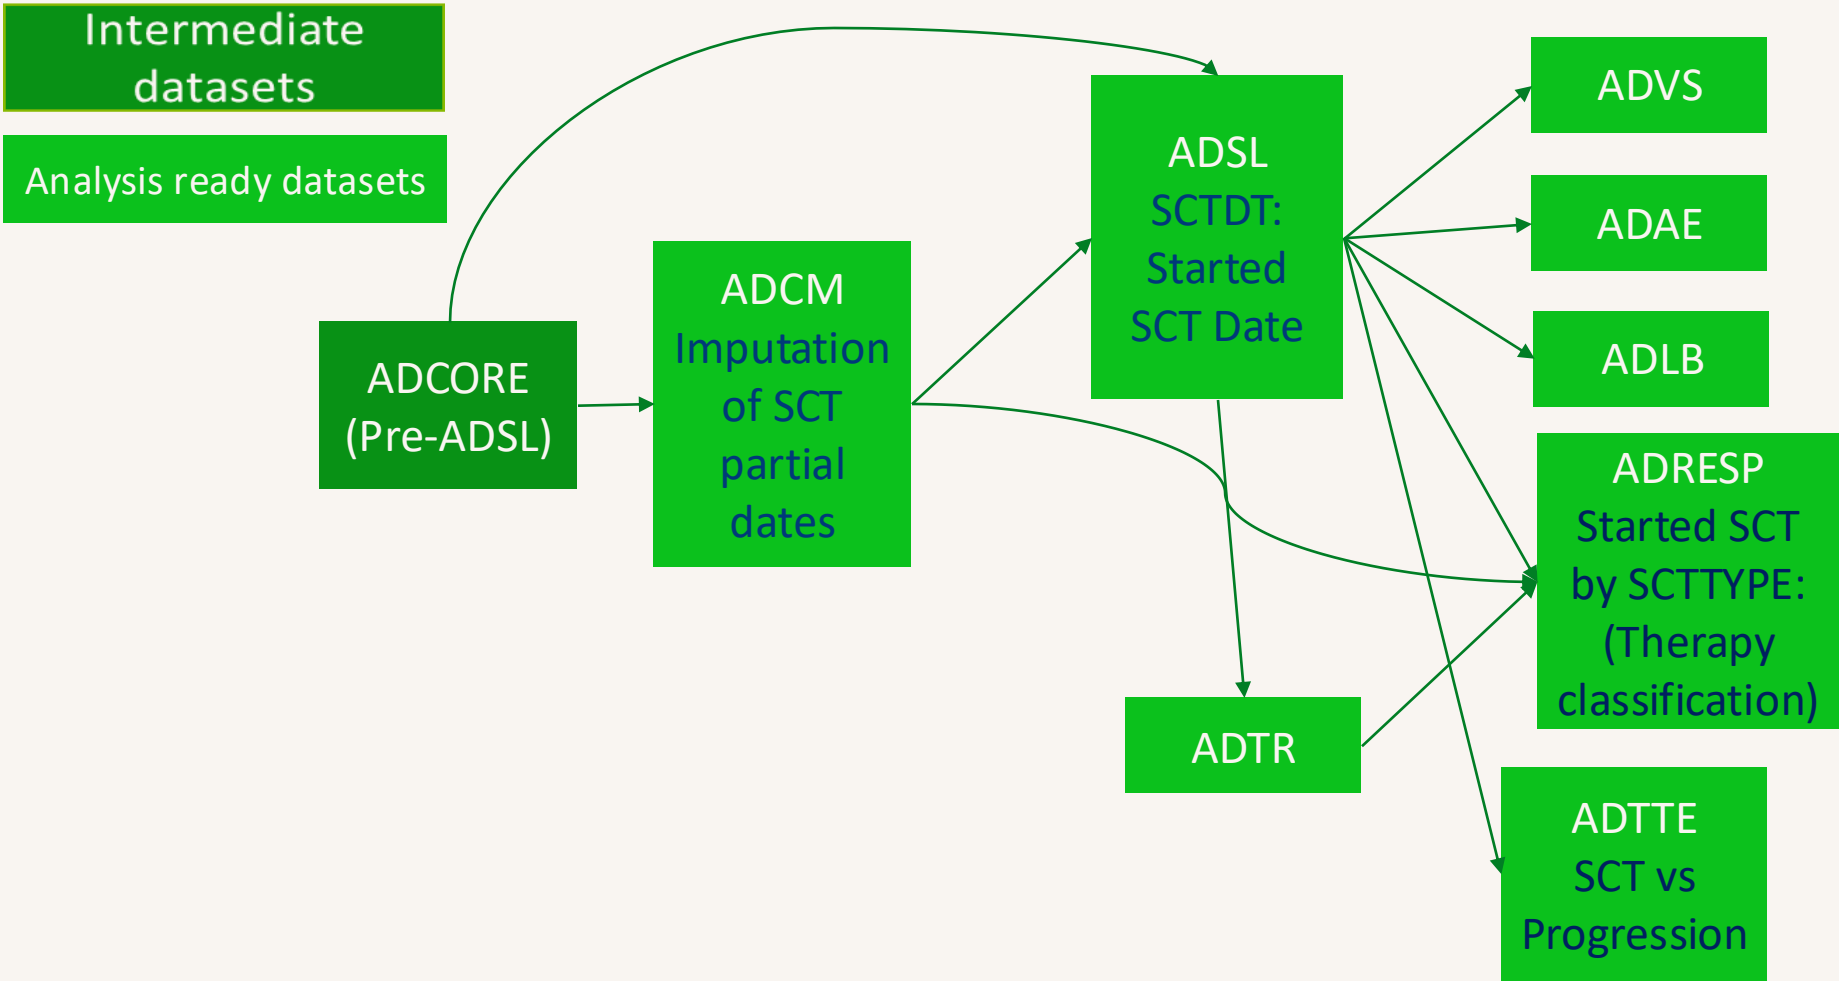 Intermediate
datasets
Analysis ready datasets
ADCORE
(Pre-ADSL)
ADCM
Imputation
of SCT
partial
dates
ADSL
SCTDT:
Started
SCT Date
ADTR
ADVS
ADAE
ADLB
ADRESP
Started SCT
by SCTTYPE:
(Therapy
classification)
ADTTE
SCT vs
Progression